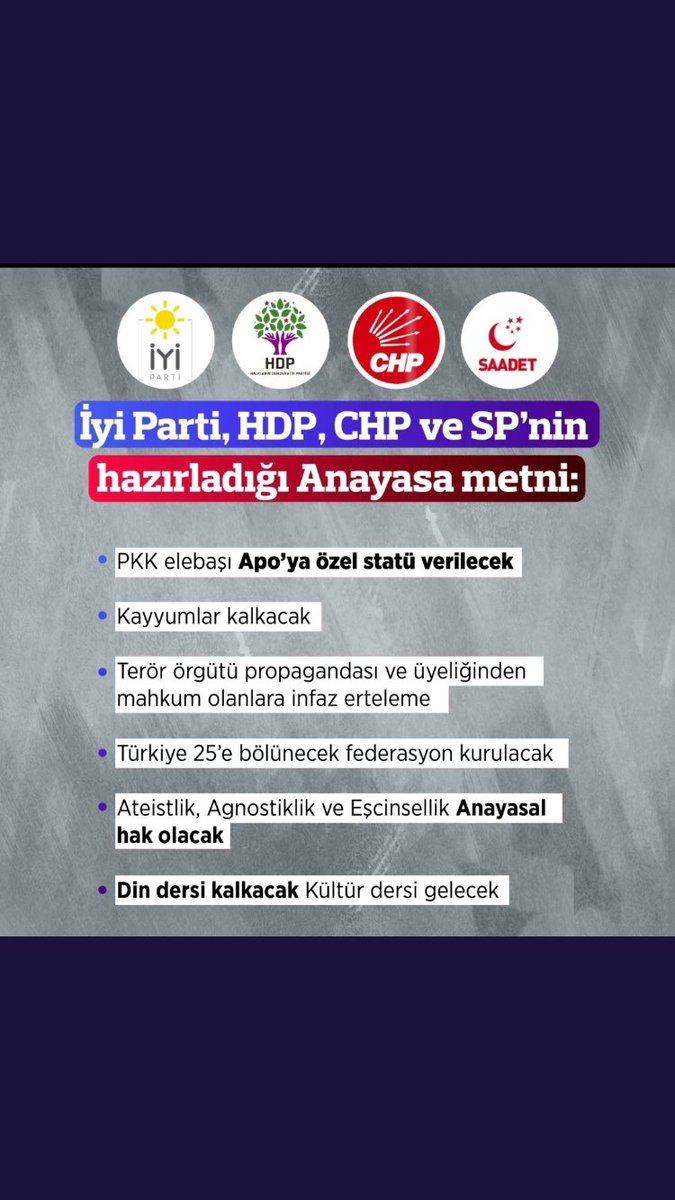 İYİ
PARTİ
HDP
HALKLARIN DEMOKRATİK PARTİSİ
CHP
SAADET
İyi Parti, HDP, CHP ve SP’nin
hazırladığı Anayasa metni:
• PKK elebaşı Apo’ya özel statü verilecek
• Kayyumlar kalkacak
• Terör örgütü propagandası ve üyeliğinden
mahkum olanlara infaz erteleme
• Türkiye 25’e bölünecek federasyon kurulacak
• Ateistlik, Agnostiklik ve Eşcinsellik Anayasal
hak olacak
• Din dersi kalkacak Kültür dersi gelecek